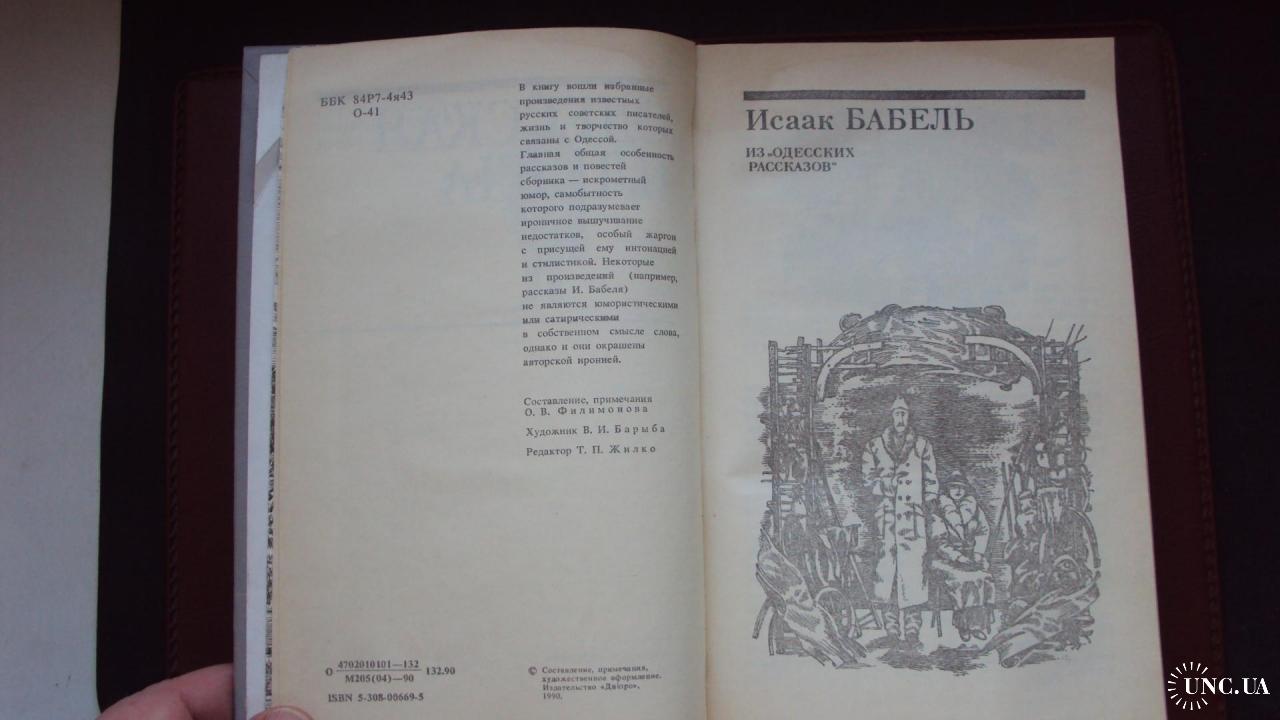 ББК 84Р7-4я43
О-41
В книгу вошли избранные
произведения известных
русских советских писателей,
жизнь и творчество которых
связаны с Одессой.
Главная общая особенность
рассказов и повестей
сборника — искрометный
юмор, самобытность
которого подразумевает
ироничное вышучивание
недостатков, особый жаргон
с присущей ему интонацией
и стилистикой. Некоторые
из произведений (например,
рассказы И. Бабеля)
не являются юмористическими
или сатирическими
в собственном смысле слова,
однако и они окрашены
авторской иронией.
Составление, примечания
О. В. Филимонова
Художник В. И. Барыба
Редактор Т. П. Жилко
О 4702010101—132 132.90
М205(04)—90
ISBN 5-308-00669-5
© Составление, примечания,
художественное оформление.
Издательство «Дніпро»,
1990.
Исаак БАБЕЛЬ
ИЗ „ОДЕССКИХ
РАССКАЗОВ“
UNC.UA